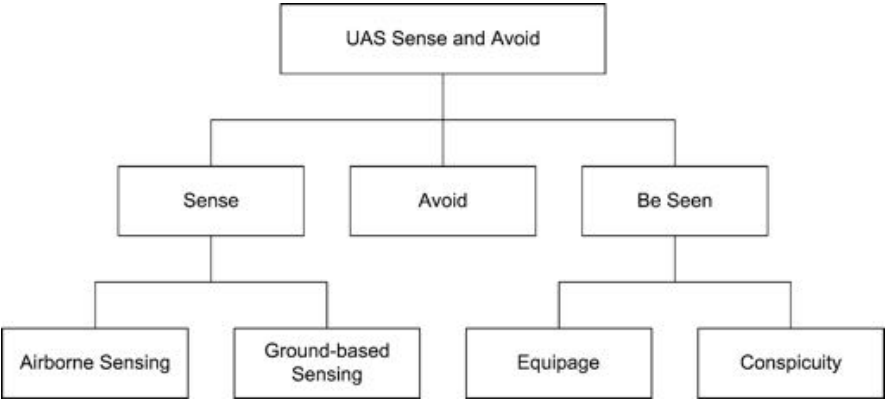 UAS Sense and Avoid
Sense
Avoid
Be Seen
Airborne Sensing
Ground-based
Sensing
Equipage
Conspicuity